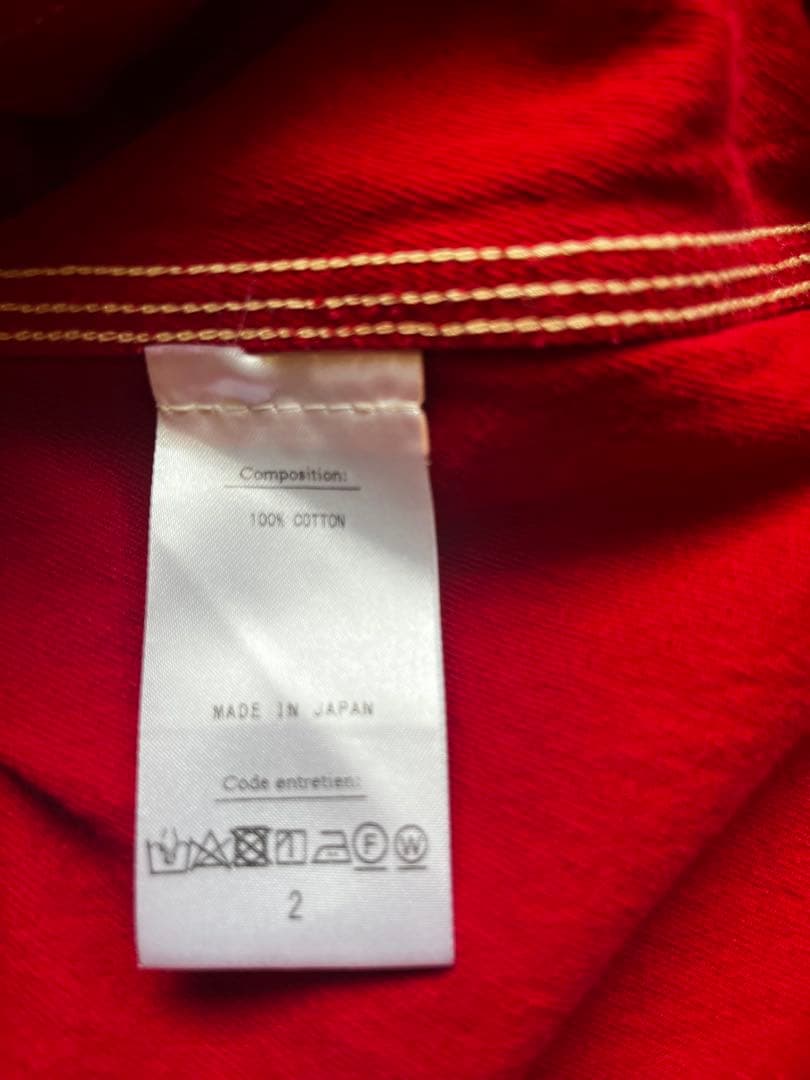 Composition:
100% COTTON
MADE IN JAPAN
Code entretien:
F W
2